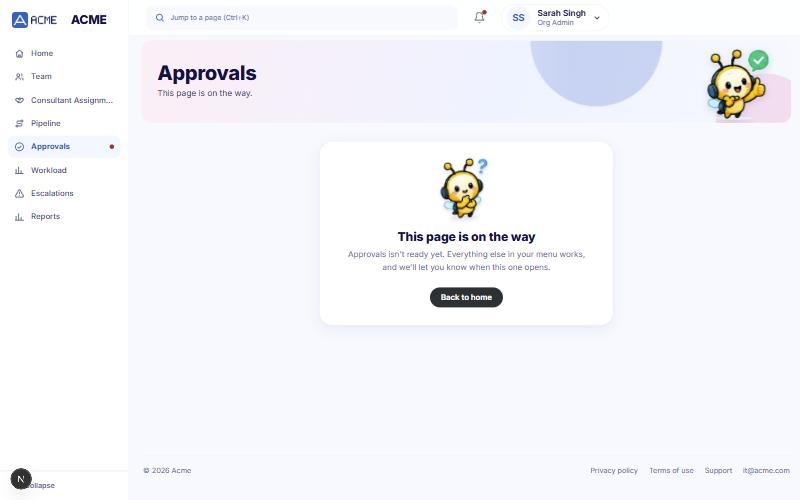 ACME
ACME
Jump to a page (Ctrl+K)
SS
Sarah Singh
Org Admin
Home
Team
Consultant Assignm...
Pipeline
Approvals
Workload
Escalations
Reports
Approvals
This page is on the way.
?
This page is on the way
Approvals isn't ready yet. Everything else in your menu works,
and we'll let you know when this one opens.
Back to home
© 2026 Acme
Privacy policy
Terms of use
Support
it@acme.com
N
ollapse